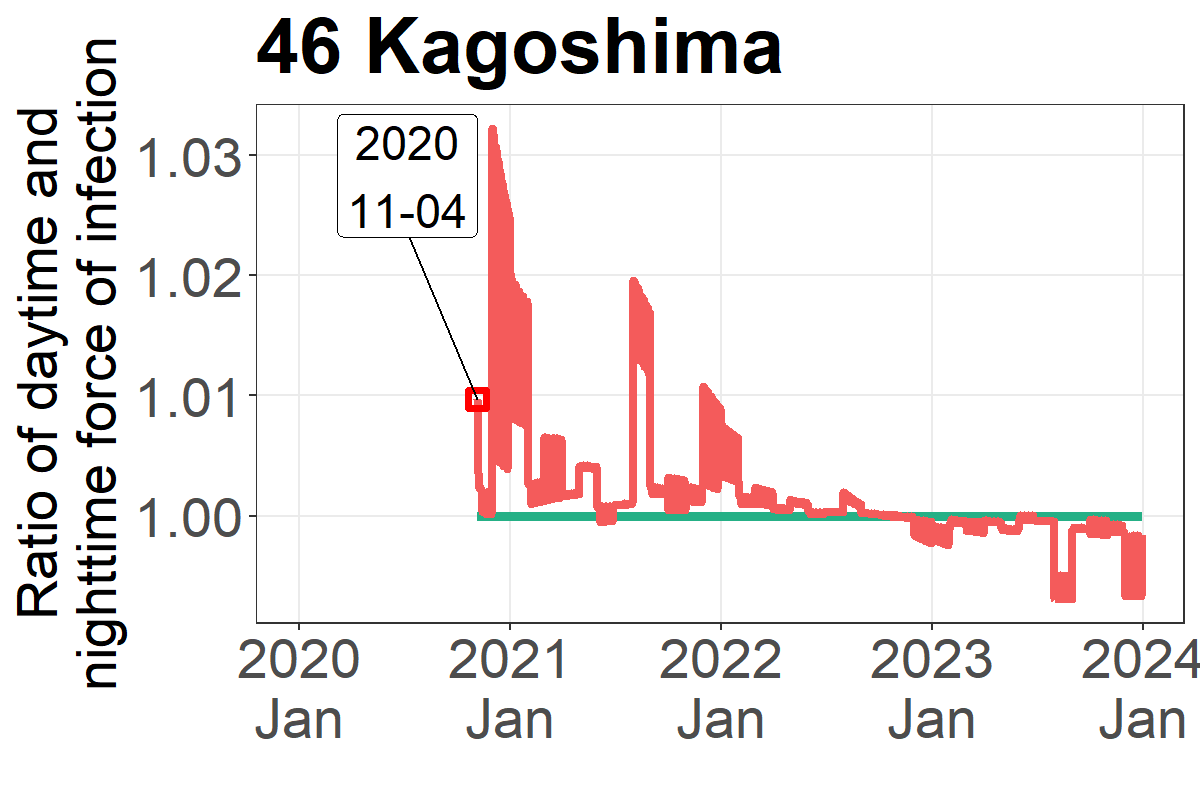 46 Kagoshima
Ratio of daytime and
nighttime force of infection
2020
11-04
1.03
1.02
1.01
1.00
2020
Jan
2021
Jan
2022
Jan
2023
Jan
2024
Jan